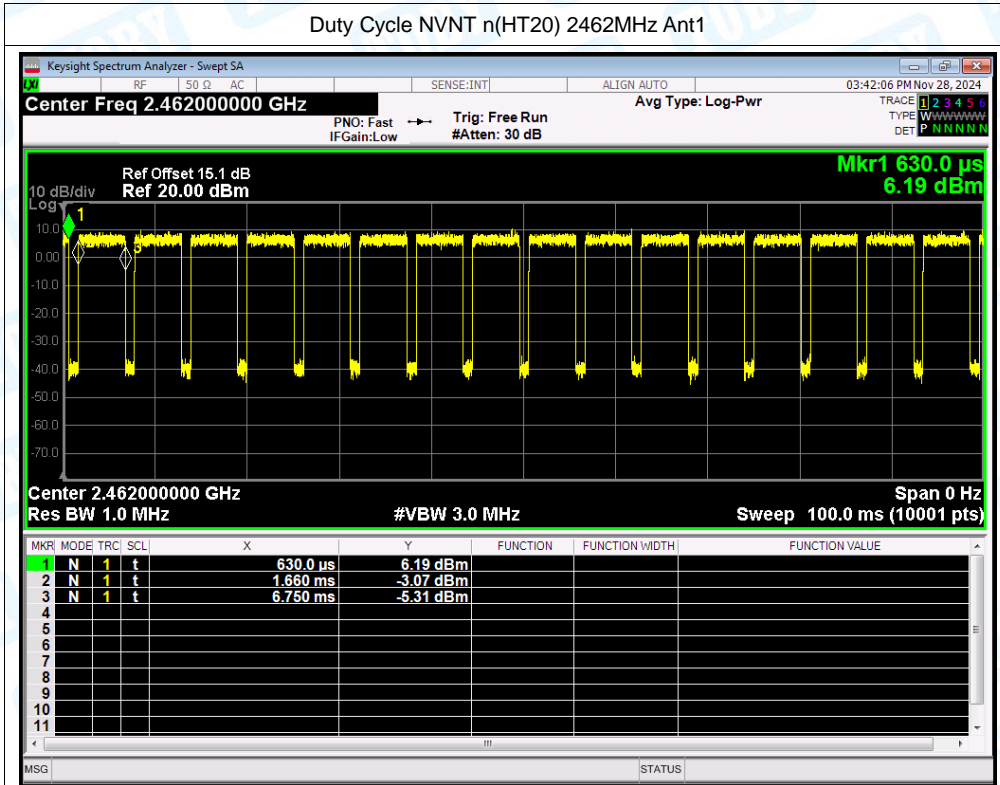 Duty Cycle NVNT n(HT20) 2462MHz Ant1
Keysight Spectrum Analyzer - Swept SA
LXI RF 50 Ω AC SENSE:INT ALIGN AUTO 03:42:06 PM Nov 28, 2024
Center Freq 2.462000000 GHz Avg Type: Log-Pwr TRACE 1 2 3 4 5 6
PNO: Fast Trig: Free Run TYPE WWWWWWW
IFGain:Low #Atten: 30 dB DET P N N N N N
Mkr1 630.0 µs
6.19 dBm
Ref Offset 15.1 dB
10 dB/div Ref 20.00 dBm
Log
1
10.0
3
0.00
-10.0
-20.0
-30.0
-40.0
-50.0
-60.0
-70.0
Center 2.462000000 GHz Span 0 Hz
Res BW 1.0 MHz #VBW 3.0 MHz Sweep 100.0 ms (10001 pts)
MKR MODE TRC SCL X Y FUNCTION FUNCTION WIDTH FUNCTION VALUE
1 N 1 t 630.0 µs 6.19 dBm
2 N 1 t 1.660 ms -3.07 dBm
3 N 1 t 6.750 ms -5.31 dBm
4
5
6
7
8
9
10
11
MSG STATUS